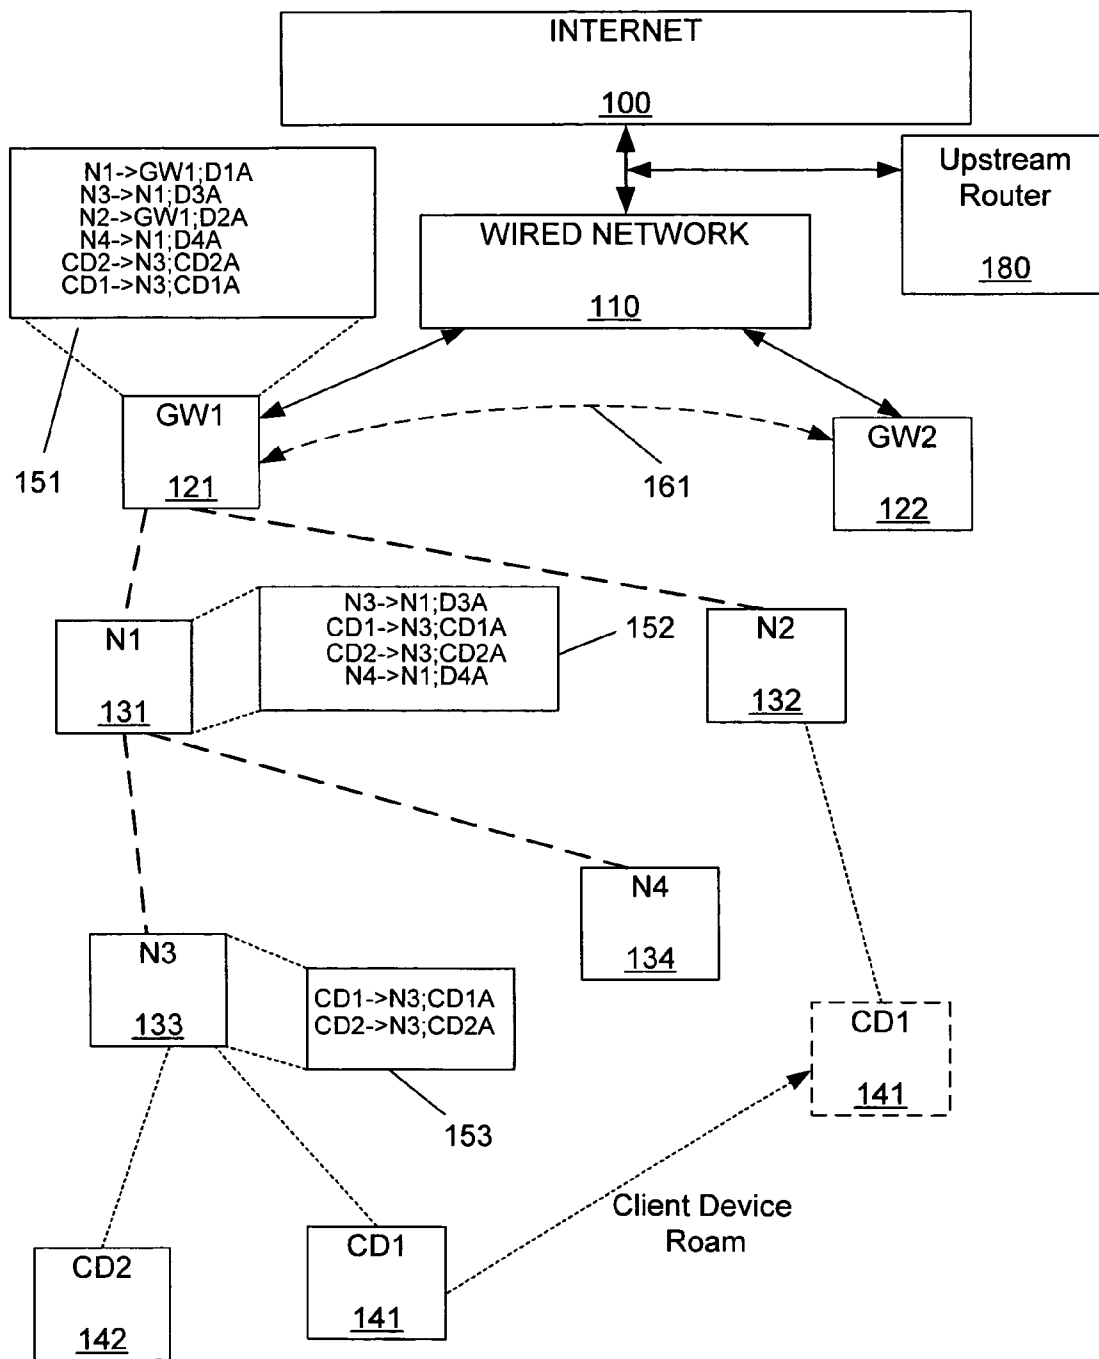 INTERNET
100
Upstream
Router
180
N1->GW1;D1A
N3->N1;D3A
N2->GW1;D2A
N4->N1;D4A
CD2->N3;CD2A
CD1->N3;CD1A
WIRED NETWORK
110
151
GW1
121
161
GW2
122
N1
131
N3->N1;D3A
CD1->N3;CD1A
CD2->N3;CD2A
N4->N1;D4A
152
N2
132
N4
134
N3
133
CD1->N3;CD1A
CD2->N3;CD2A
153
CD1
141
Client Device
Roam
CD2
142
CD1
141